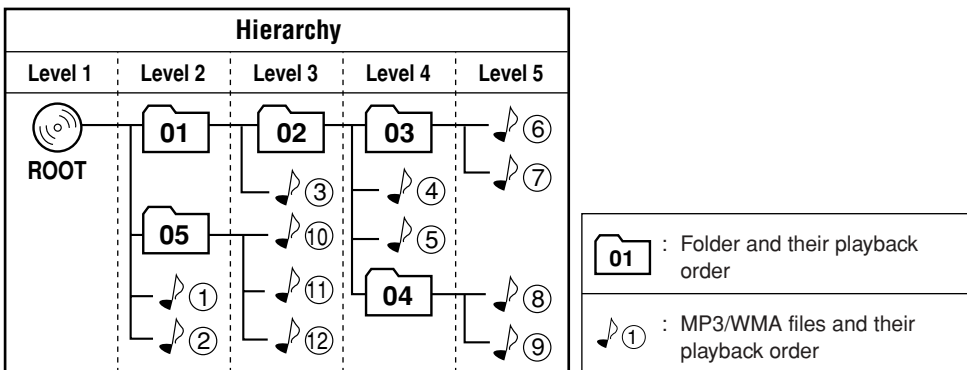 Hierarchy
Level 1 Level 2 Level 3 Level 4 Level 5
01 02 03 ⑥
ROOT ③ ④ ⑦
05 ⑩ ⑤
① ⑪ 04 ⑧
② ⑫ ⑨
01 : Folder and their playback
order
① : MP3/WMA files and their
playback order